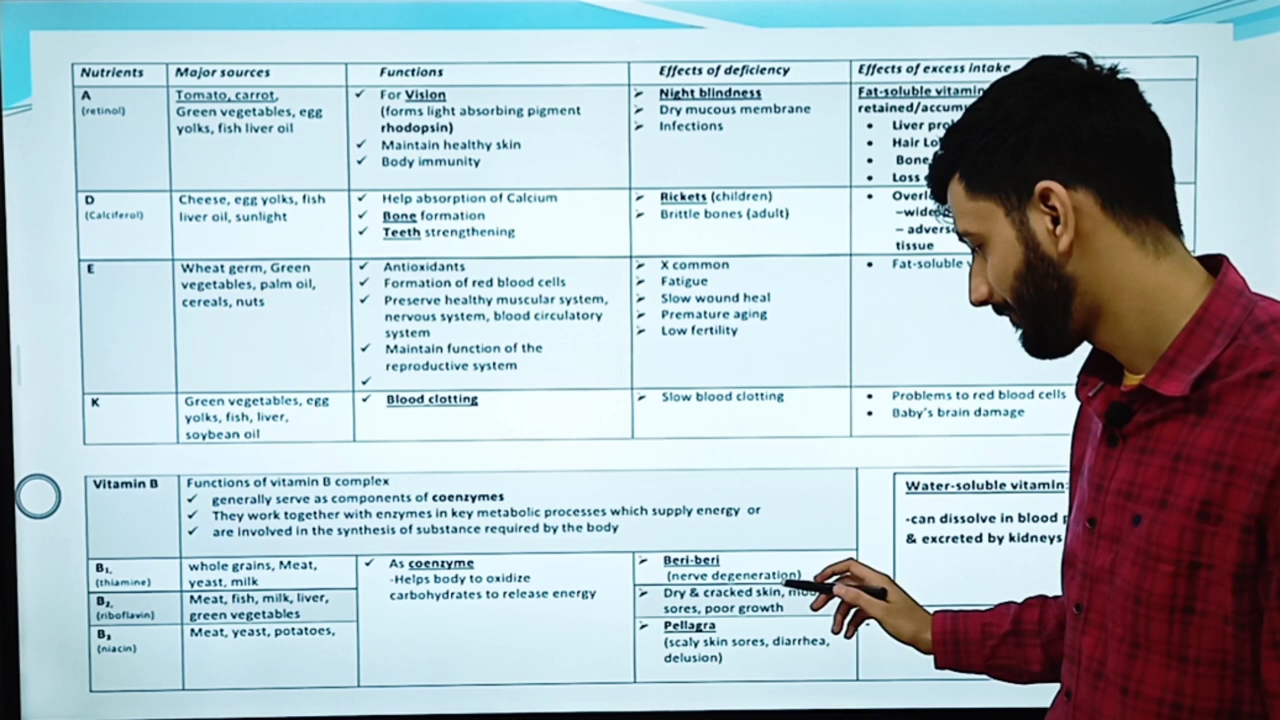 Nutrients Major sources Functions Effects of deficiency Effects of excess intake
A
(retinol)
Tomato, carrot,
Green vegetables, egg
yolks, fish liver oil
✓ For Vision
(forms light absorbing pigment
rhodopsin)
✓ Maintain healthy skin
✓ Body immunity
➢ Night blindness
➢ Dry mucous membrane
➢ Infections
Fat-soluble vitamin
retained/
• Liver
• Hair
• Bone
• Loss
D
(Calciferol)
Cheese, egg yolks, fish
liver oil, sunlight
✓ Help absorption of Calcium
✓ Bone formation
✓ Teeth strengthening
➢ Rickets (children)
➢ Brittle bones (adult)
•
–
–
tissue
E
Wheat germ, Green
vegetables, palm oil,
cereals, nuts
✓ Antioxidants
✓ Formation of red blood cells
✓ Preserve healthy muscular system,
nervous system, blood circulatory
system
✓ Maintain function of the
reproductive system
✓
➢ X common
➢ Fatigue
➢ Slow wound heal
➢ Premature aging
➢ Low fertility
• Fat-soluble
K
Green vegetables, egg
yolks, fish, liver,
soybean oil
✓ Blood clotting
➢ Slow blood clotting
• Problems to red blood cells
• Baby's brain damage
Vitamin B
Functions of vitamin B complex
✓ generally serve as components of coenzymes
✓ They work together with enzymes in key metabolic processes which supply energy or
✓ are involved in the synthesis of substance required by the body
Water-soluble vitamin
-can dissolve in blood
& excreted by kidneys
B1,
(thiamine)
whole grains, Meat,
yeast, milk
✓ As coenzyme
-Helps body to oxidize
carbohydrates to release energy
➢ Beri-beri
(nerve degeneration)
B2,
(riboflavin)
Meat, fish, milk, liver,
green vegetables
➢ Dry & cracked skin,
sores, poor growth
B3
(niacin)
Meat, yeast, potatoes,
➢ Pellagra
(scaly skin sores, diarrhea,
delusion)